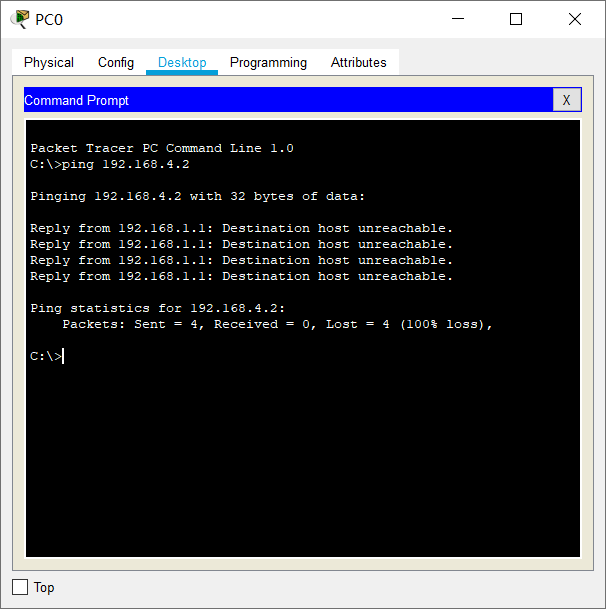 PC0
Physical Config Desktop Programming Attributes
Command Prompt X
Packet Tracer PC Command Line 1.0
C:\>ping 192.168.4.2
Pinging 192.168.4.2 with 32 bytes of data:
Reply from 192.168.1.1: Destination host unreachable.
Reply from 192.168.1.1: Destination host unreachable.
Reply from 192.168.1.1: Destination host unreachable.
Reply from 192.168.1.1: Destination host unreachable.
Ping statistics for 192.168.4.2:
    Packets: Sent = 4, Received = 0, Lost = 4 (100% loss),
C:\>
Top